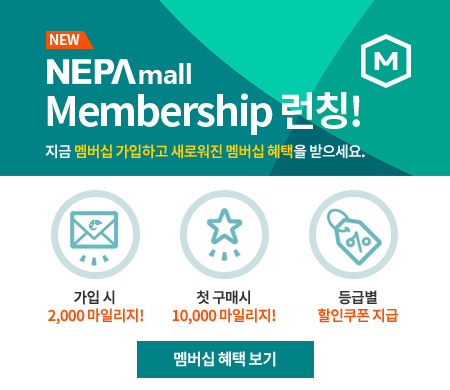 NEW
NEPA mall
M
Membership 런칭!
지금 멤버십 가입하고 새로워진 멤버십 혜택을 받으세요.
가입 시
2,000 마일리지!
첫 구매시
10,000 마일리지!
등급별
할인쿠폰 지급
멤버십 혜택 보기